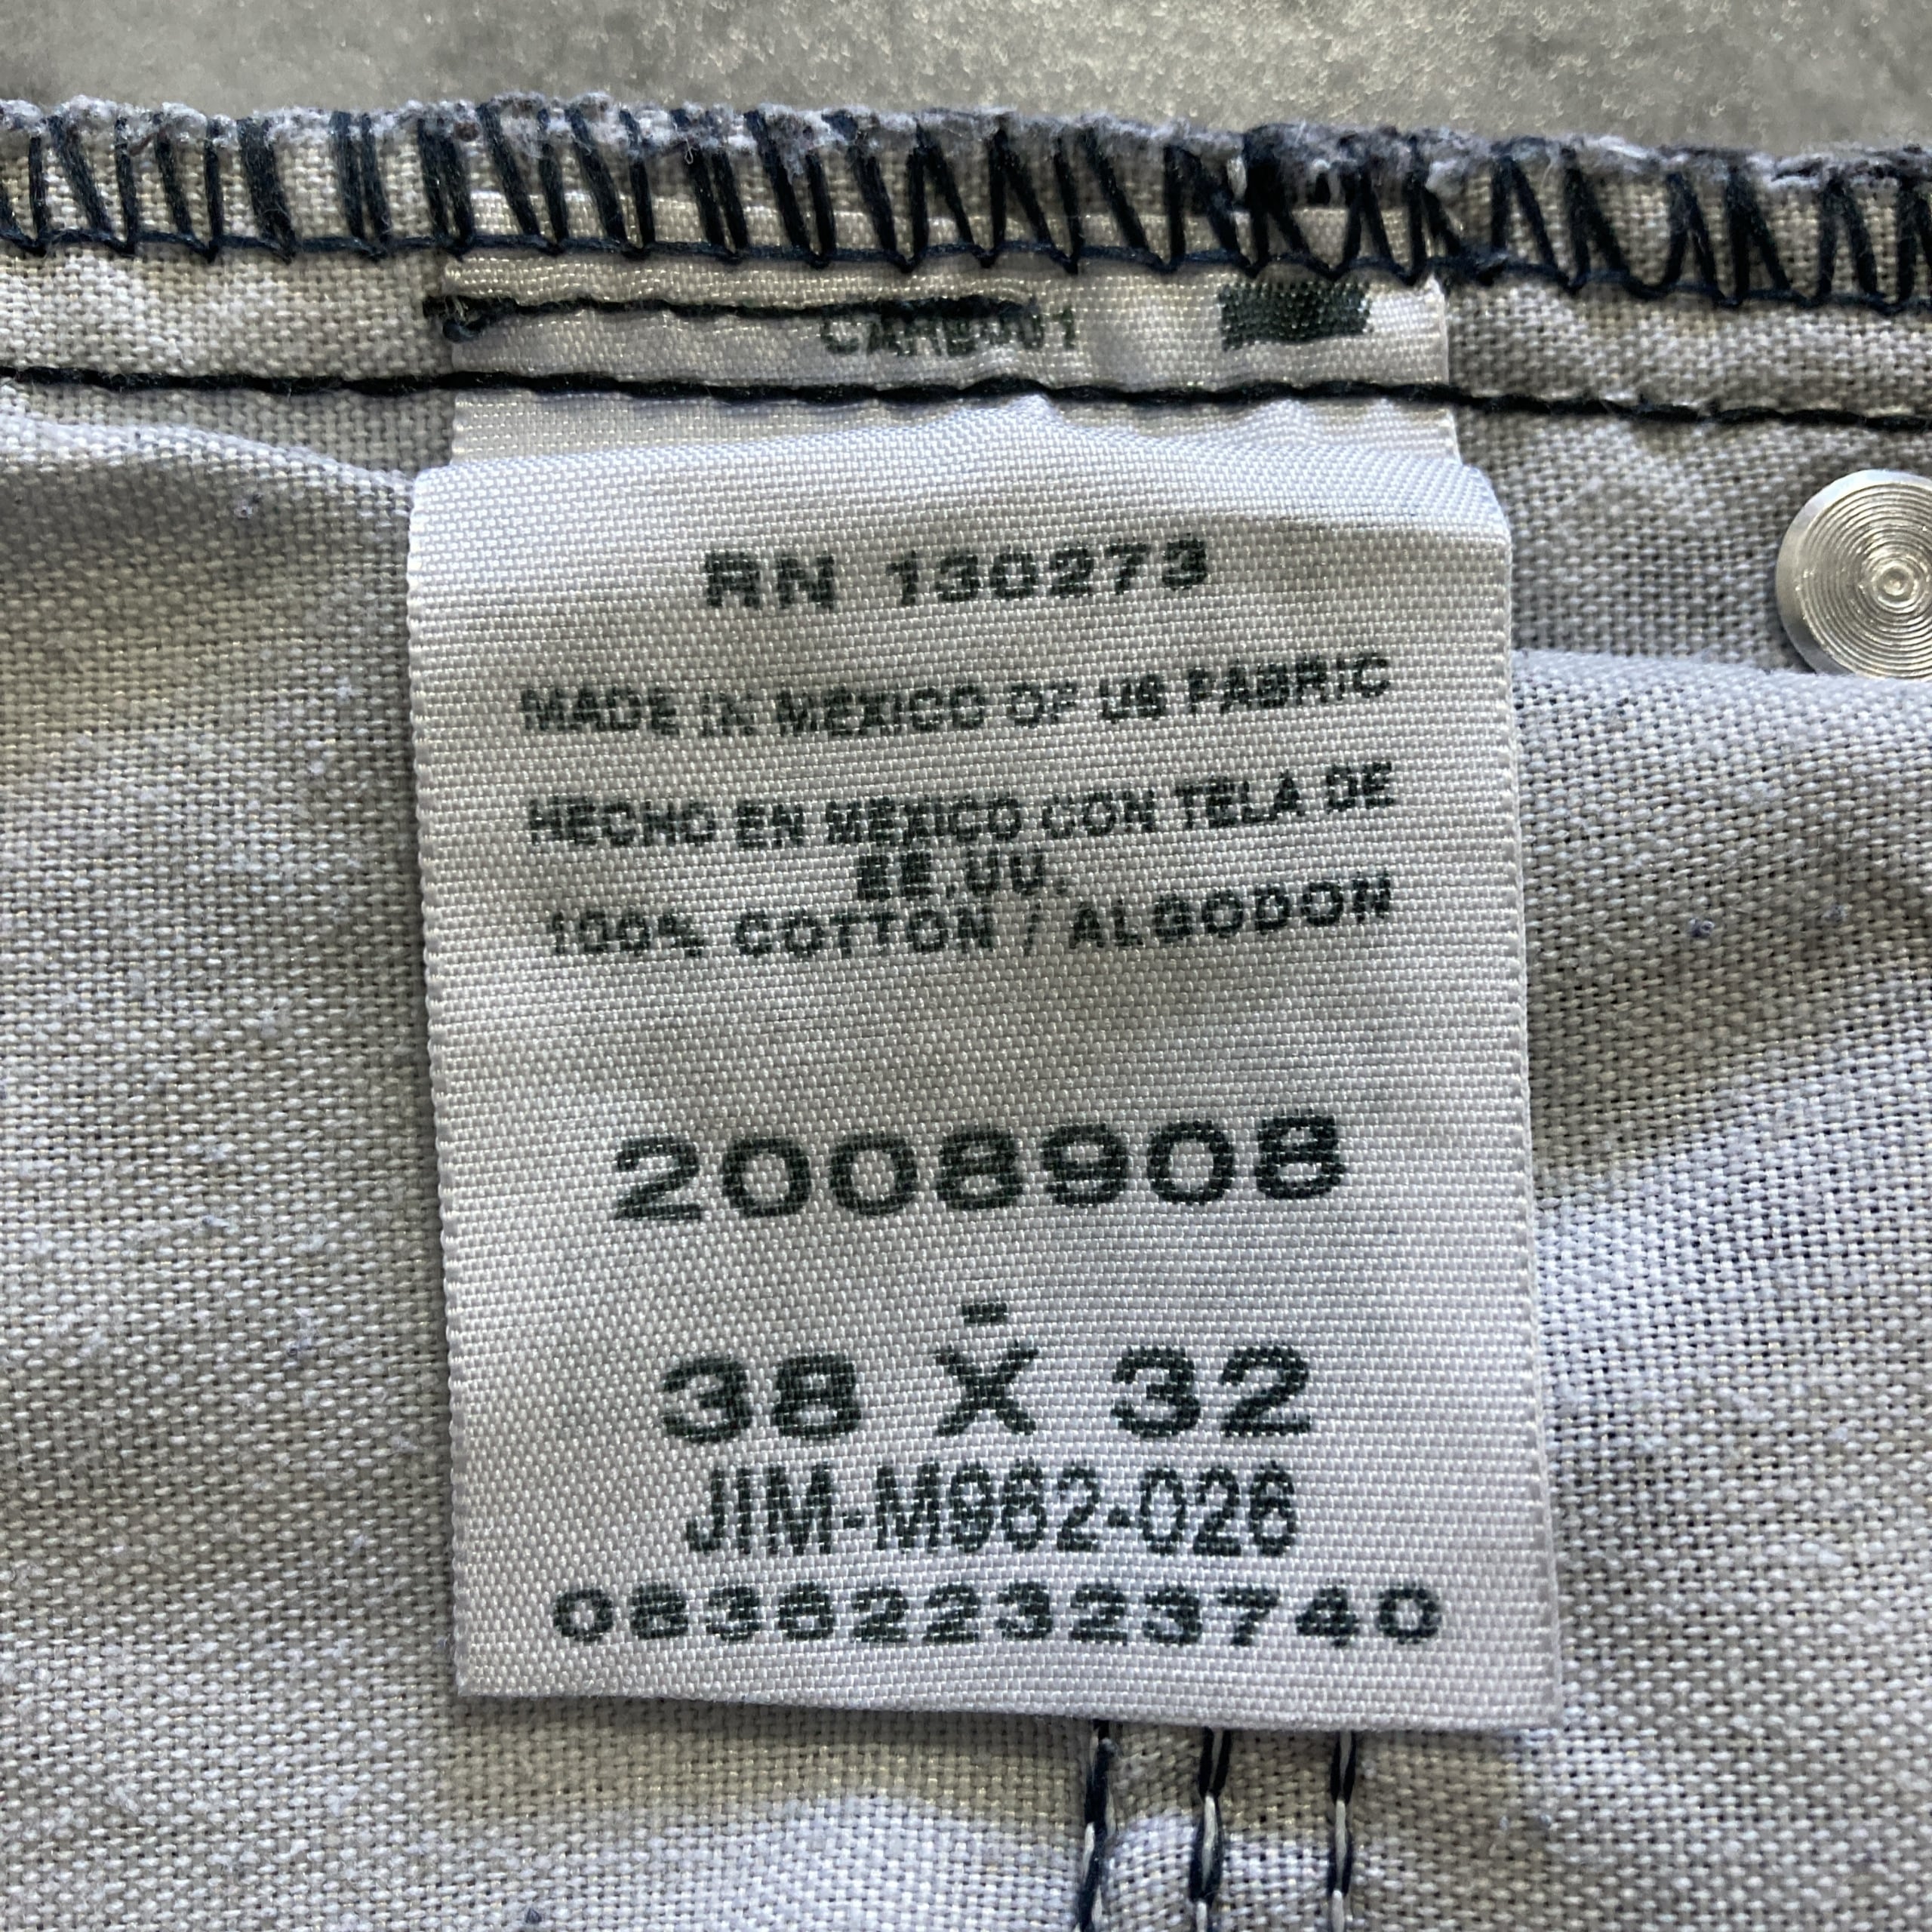 RN 130273
MADE IN MEXICO OF US FABRIC
HECHO EN MEXICO CON TELA DE
EE.UU.
100% COTTON / ALGODON
2008908
-
38 X 32
JIM-M962-026